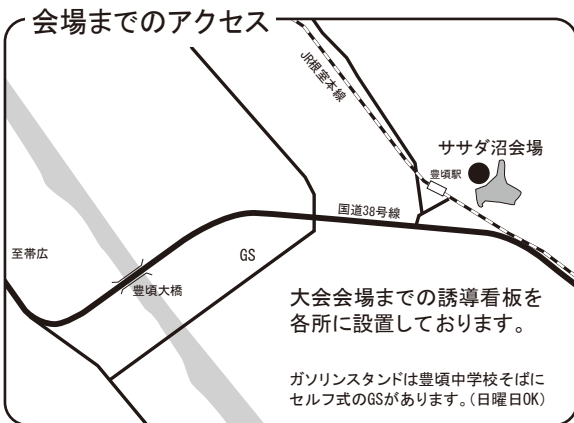 会場までのアクセス
JR根室本線
ササダ沼会場
豊頃駅
国道38号線
至帯広
GS
豊頃大橋
大会会場までの誘導看板を
各所に設置しております。
ガソリンスタンドは豊頃中学校そばに
セルフ式のGSがあります。(日曜日OK)